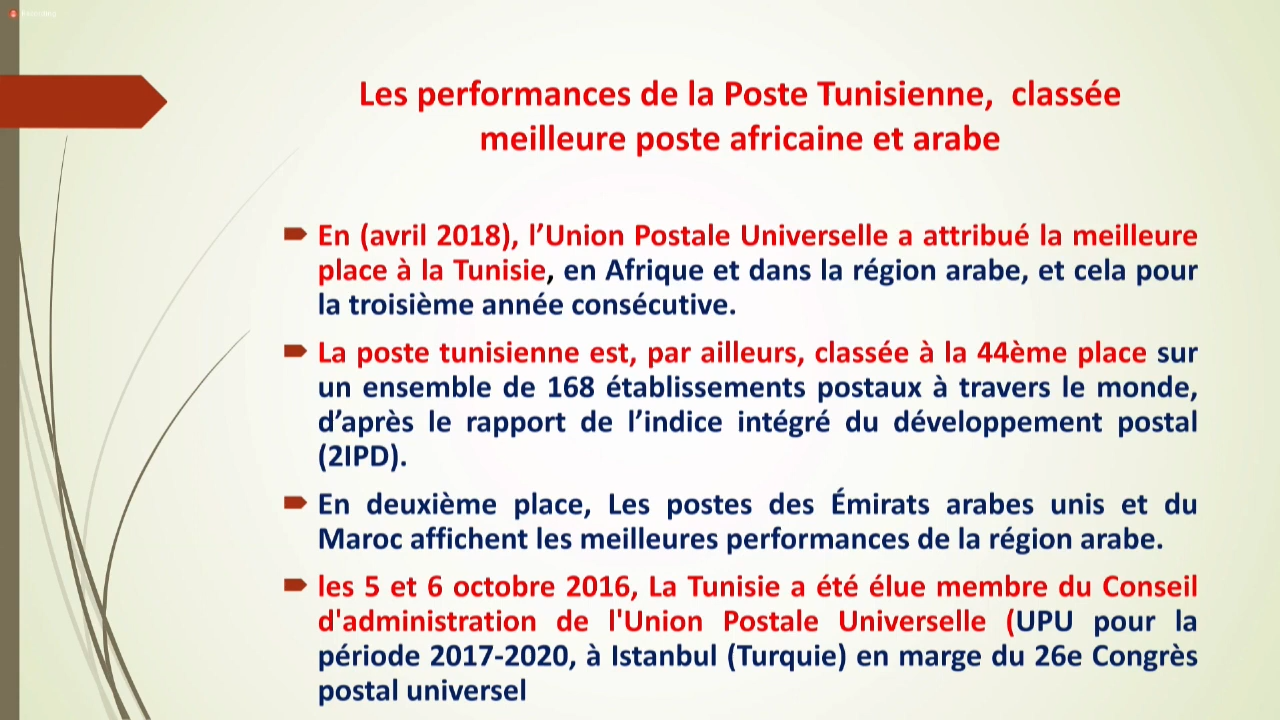 Recording
Les performances de la Poste Tunisienne, classée
meilleure poste africaine et arabe
En (avril 2018), l’Union Postale Universelle a attribué la meilleure
place à la Tunisie, en Afrique et dans la région arabe, et cela pour
la troisième année consécutive.
La poste tunisienne est, par ailleurs, classée à la 44ème place sur
un ensemble de 168 établissements postaux à travers le monde,
d’après le rapport de l’indice intégré du développement postal
(2IPD).
En deuxième place, Les postes des Émirats arabes unis et du
Maroc affichent les meilleures performances de la région arabe.
les 5 et 6 octobre 2016, La Tunisie a été élue membre du Conseil
d'administration de l'Union Postale Universelle (UPU pour la
période 2017-2020, à Istanbul (Turquie) en marge du 26e Congrès
postal universel